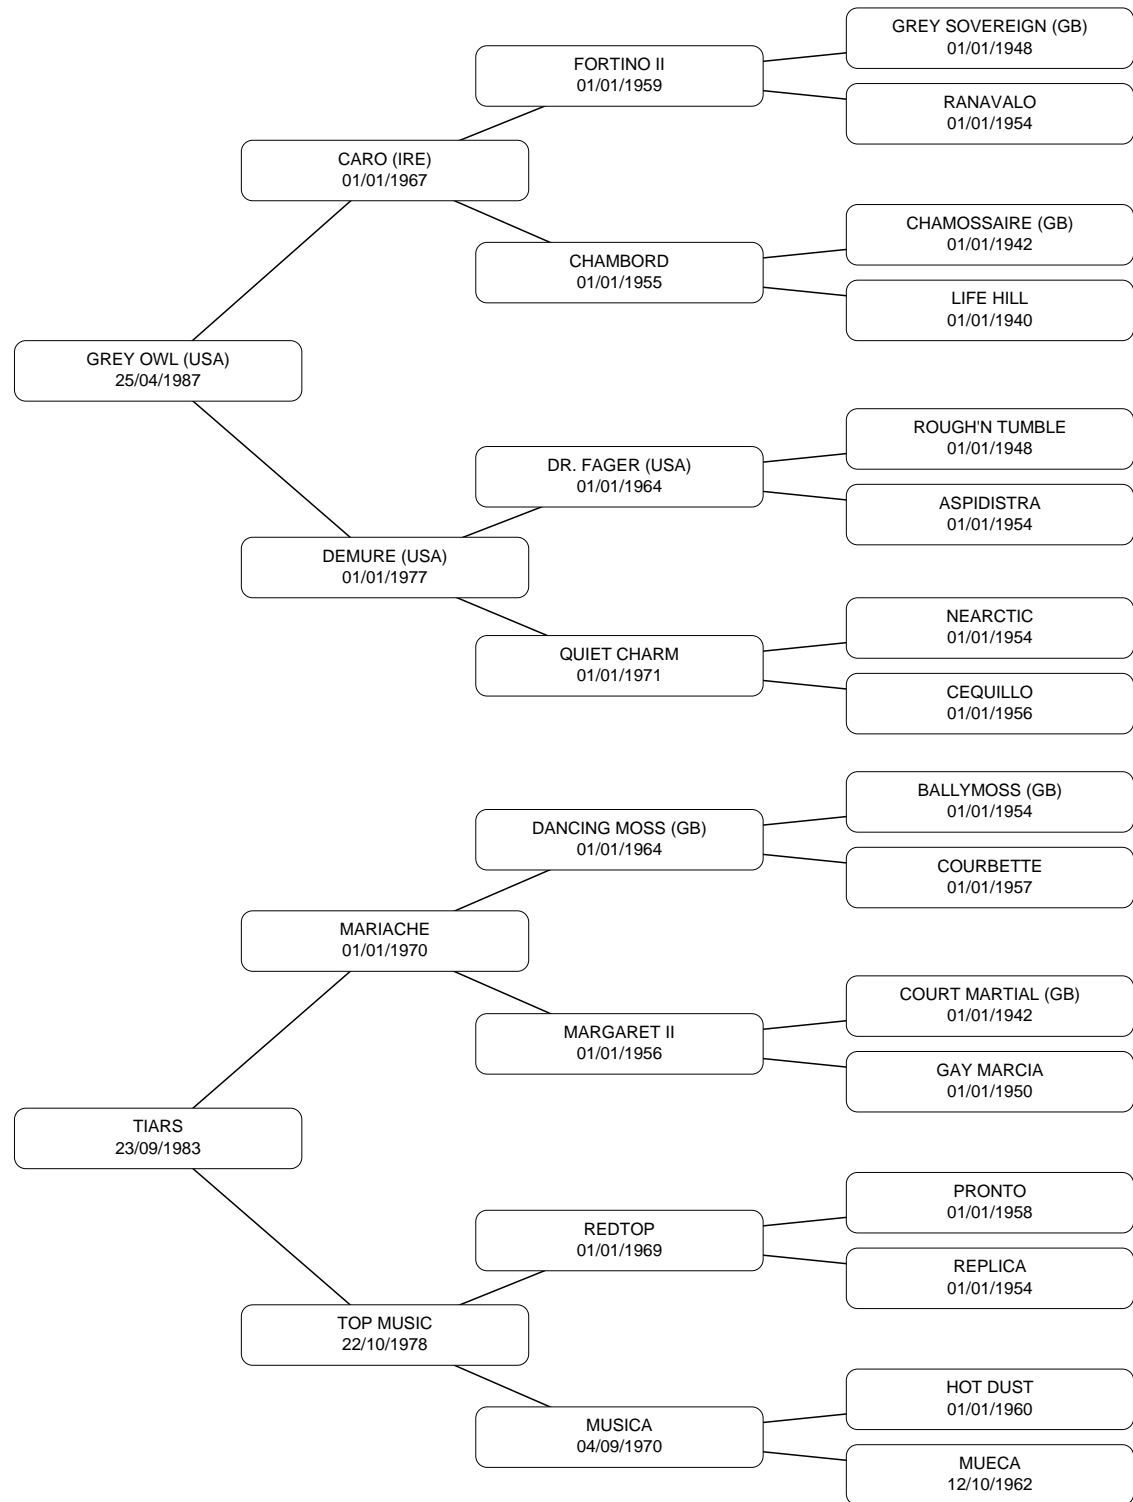 GREY SOVEREIGN (GB)
01/01/1948
FORTINO II
01/01/1959
RANAVALO
01/01/1954
CARO (IRE)
01/01/1967
CHAMOSSAIRE (GB)
01/01/1942
CHAMBORD
01/01/1955
LIFE HILL
01/01/1940
GREY OWL (USA)
25/04/1987
ROUGH'N TUMBLE
01/01/1948
DR. FAGER (USA)
01/01/1964
ASPIDISTRA
01/01/1954
DEMURE (USA)
01/01/1977
NEARCTIC
01/01/1954
QUIET CHARM
01/01/1971
CEQUILLO
01/01/1956
BALLYMOSS (GB)
01/01/1954
DANCING MOSS (GB)
01/01/1964
COURBETTE
01/01/1957
MARIACHE
01/01/1970
COURT MARTIAL (GB)
01/01/1942
MARGARET II
01/01/1956
GAY MARCIA
01/01/1950
TIARS
23/09/1983
PRONTO
01/01/1958
REDTOP
01/01/1969
REPLICA
01/01/1954
TOP MUSIC
22/10/1978
HOT DUST
01/01/1960
MUSICA
04/09/1970
MUECA
12/10/1962